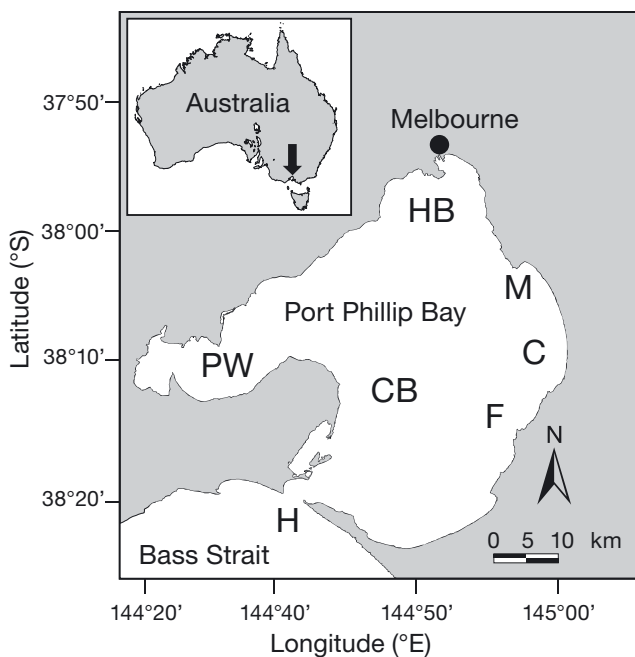 Australia
Melbourne
HB
M
Port Phillip Bay
C
PW
CB
F
N
H
0 5 10 km
Bass Strait
37°50’
38°00’
38°10’
38°20’
Latitude (°S)
144°20’ 144°40’ 144°50’ 145°00’
Longitude (°E)